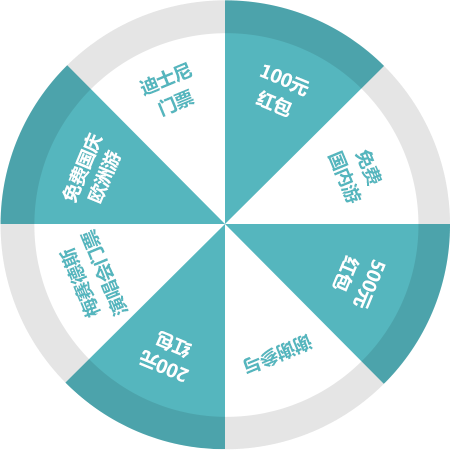 100元
红包
免费
国内游
500元
红包
谢谢参与
200元
红包
梅赛德斯
演唱会门票
免费国庆
欧洲游
迪士尼
门票